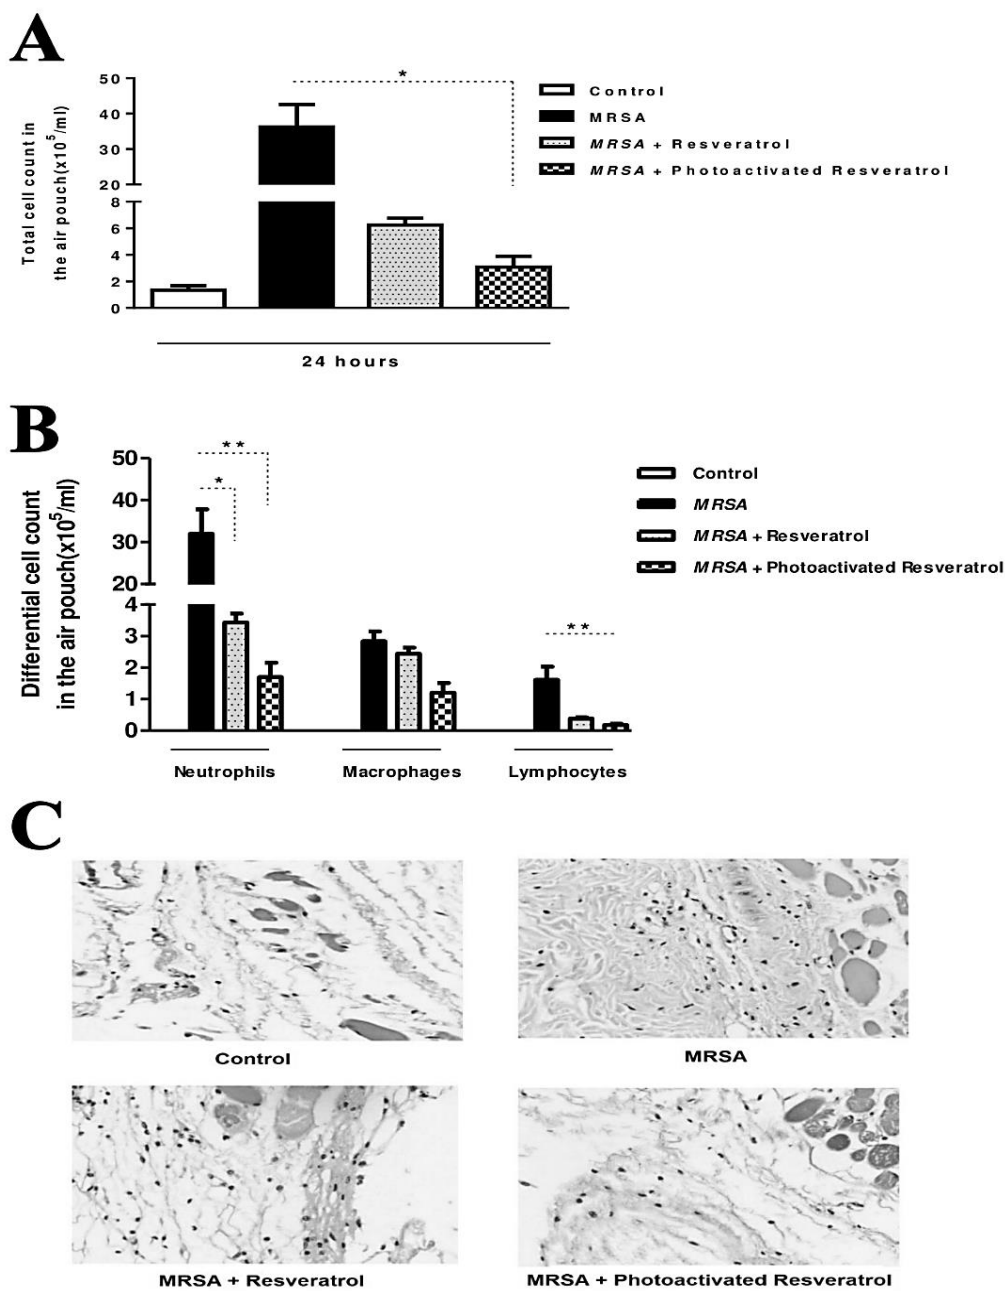 A
Total cell count in
the air pouch(x10⁵/ml)
50
40
30
20
8
6
4
2
0
*
Control
MRSA
MRSA + Resveratrol
MRSA + Photoactivated Resveratrol
24 hours
B
Differential cell count
in the air pouch(x10⁵/ml)
50
40
30
20
4
3
2
1
0
**
*
**
Control
MRSA
MRSA + Resveratrol
MRSA + Photoactivated Resveratrol
Neutrophils Macrophages Lymphocytes
C
Control
MRSA
MRSA + Resveratrol
MRSA + Photoactivated Resveratrol